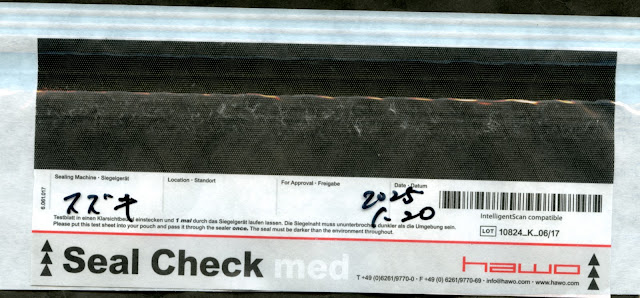 Sealing Machine · Siegelgerät
Location · Standort
For Approval · Freigabe
Date · Datum
スズキ
2025
1.20
6.061.017
Testblatt in einen Klarsichtbeutel einstecken und 1 mal durch das Siegelgerät laufen lassen. Die Siegelnaht muss ununterbrochen dunkler als die Umgebung sein.
Please put this test sheet into your pouch and pass it through the sealer once. The seal must be darker than the environment throughout.
IntelligentScan compatible
LOT 10824_K_06/17
Seal Check med
hawo
T +49 (0)6261/9770-0 · F +49 (0) 6261/9770-69 · info@hawo.com · www.hawo.com